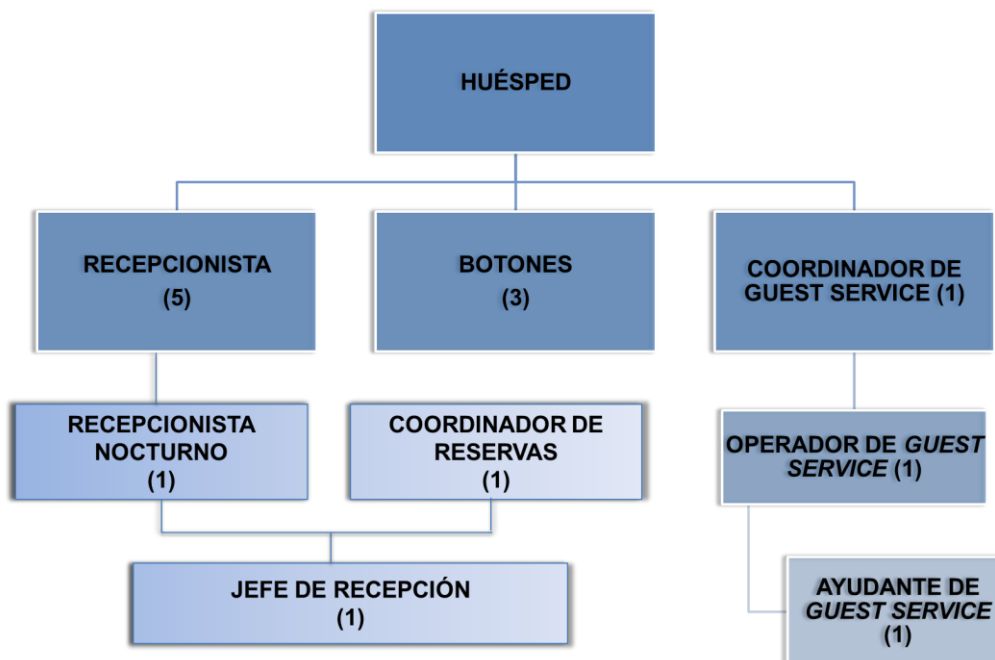 HUÉSPED
RECEPCIONISTA
(5)
BOTONES
(3)
COORDINADOR DE
GUEST SERVICE (1)
RECEPCIONISTA
NOCTURNO
(1)
COORDINADOR DE
RESERVAS
(1)
OPERADOR DE GUEST
SERVICE (1)
JEFE DE RECEPCIÓN
(1)
AYUDANTE DE
GUEST SERVICE
(1)